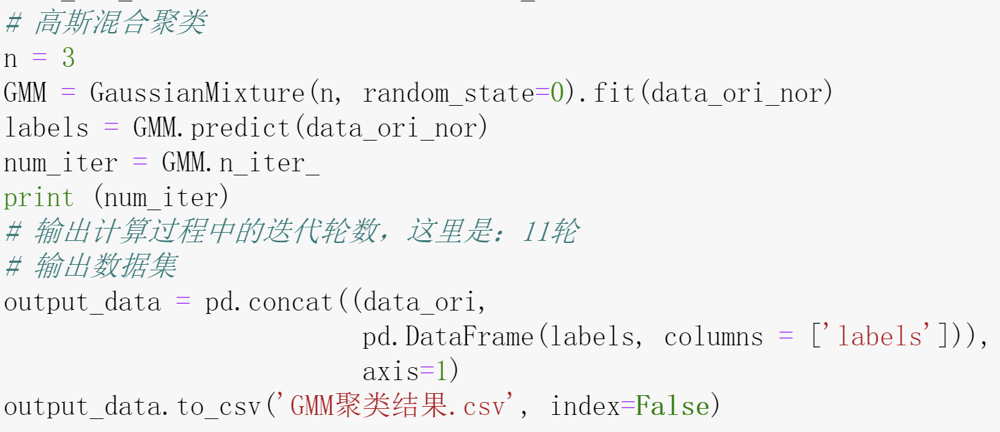 # 高斯混合聚类
n = 3
GMM = GaussianMixture(n, random_state=0).fit(data_ori_nor)
labels = GMM.predict(data_ori_nor)
num_iter = GMM.n_iter_
print (num_iter)
# 输出计算过程中的迭代轮数，这里是：11轮
# 输出数据集
output_data = pd.concat((data_ori,
pd.DataFrame(labels, columns = ['labels'])),
axis=1)
output_data.to_csv('GMM聚类结果.csv', index=False)